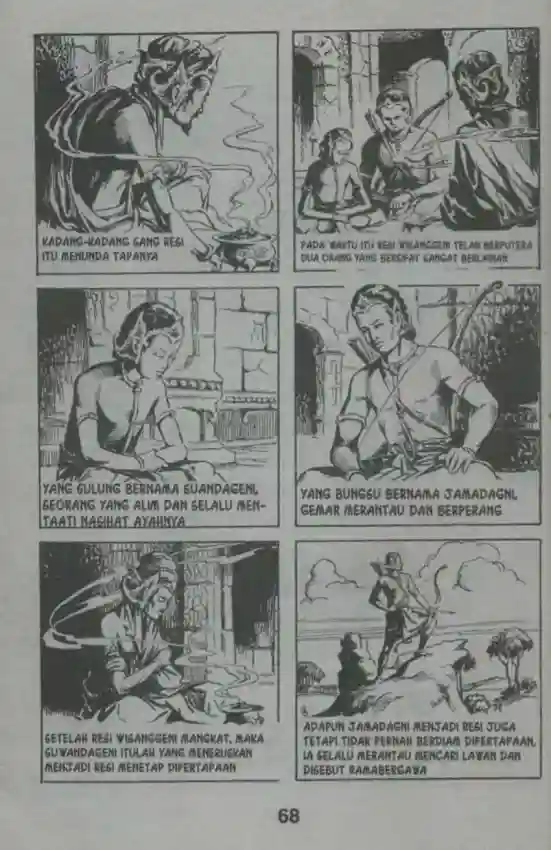 KADANG-KADANG SANG RESI
ITU MENUNDA TAPANYA
PADA WAKTU ITU RESI WISANGGENI TELAH BERPUTERA
DUA ORANG YANG BERSIFAT SANGAT BERLAINAN
YANG SULUNG BERNAMA SUANDAGENI,
SEORANG YANG ALIM DAN SELALU MEN-
TAATI NASIHAT AYAHNYA
YANG BUNGSU BERNAMA JAMADAGNI,
GEMAR MERANTAU DAN BERPERANG
SETELAH RESI WISANGGENI MANGKAT, MAKA
SUWANDAGENI ITULAH YANG MENERUSKAN
MENJADI RESI MENETAP DIPERTAPAAN
ADAPUN JAMADAGNI MENJADI RESI JUGA
TETAPI TIDAK PERNAH BERDIAM DIPERTAPAAN,
IA SELALU MERANTAU MENCARI LAWAN DAN
DISEBUT RAMABERGAWA
68